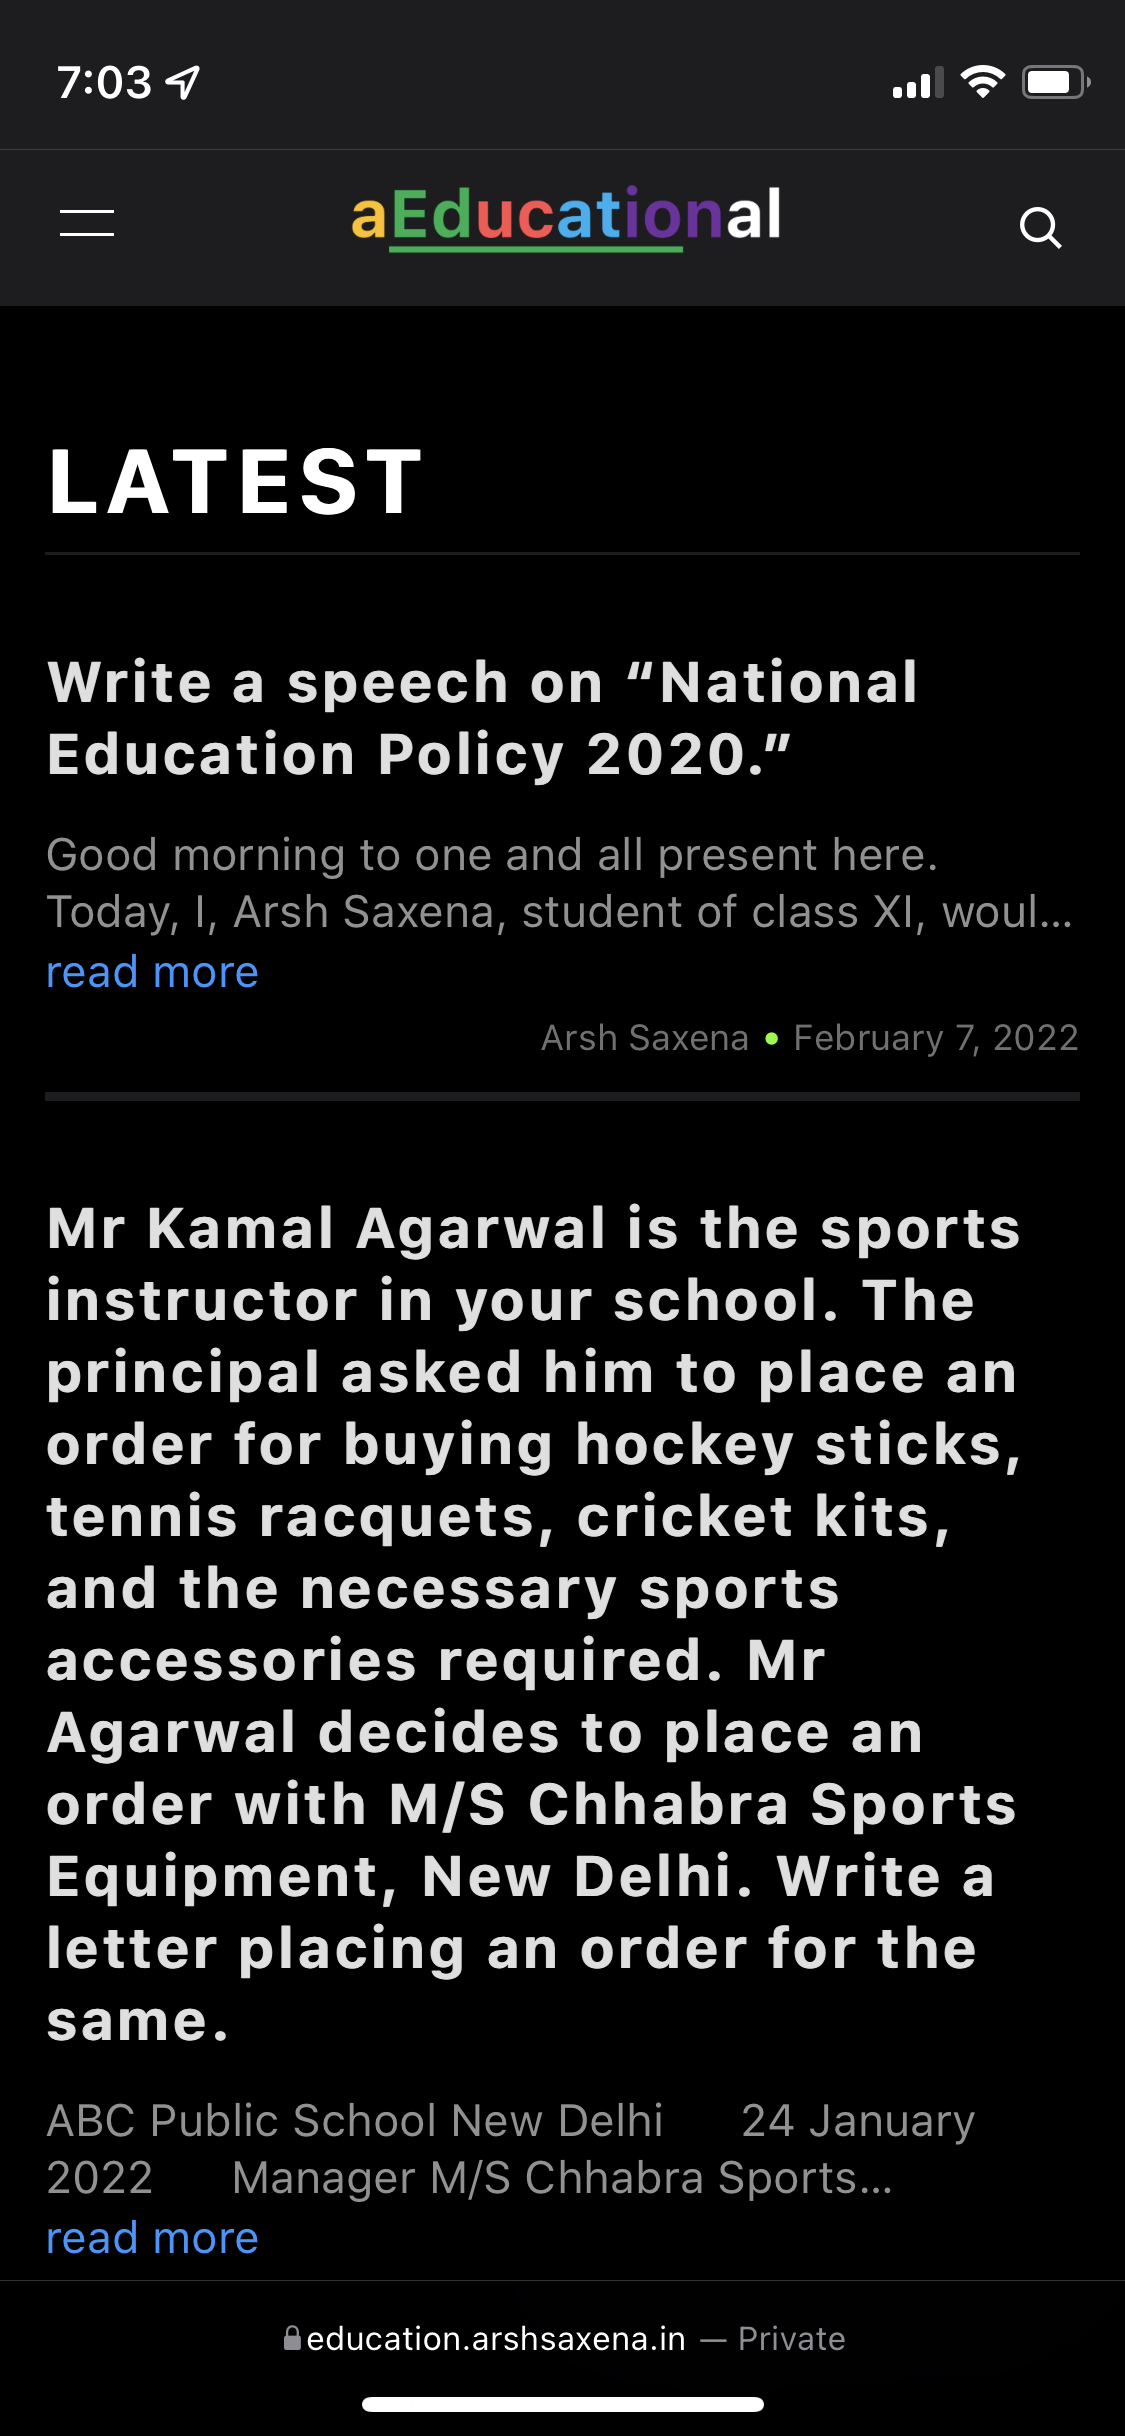 7:03
aEducational
LATEST
Write a speech on “National
Education Policy 2020.”
Good morning to one and all present here.
Today, I, Arsh Saxena, student of class XI, woul...
read more
Arsh Saxena • February 7, 2022
Mr Kamal Agarwal is the sports
instructor in your school. The
principal asked him to place an
order for buying hockey sticks,
tennis racquets, cricket kits,
and the necessary sports
accessories required. Mr
Agarwal decides to place an
order with M/S Chhabra Sports
Equipment, New Delhi. Write a
letter placing an order for the
same.
ABC Public School New Delhi 24 January
2022 Manager M/S Chhabra Sports...
read more
education.arshsaxena.in — Private